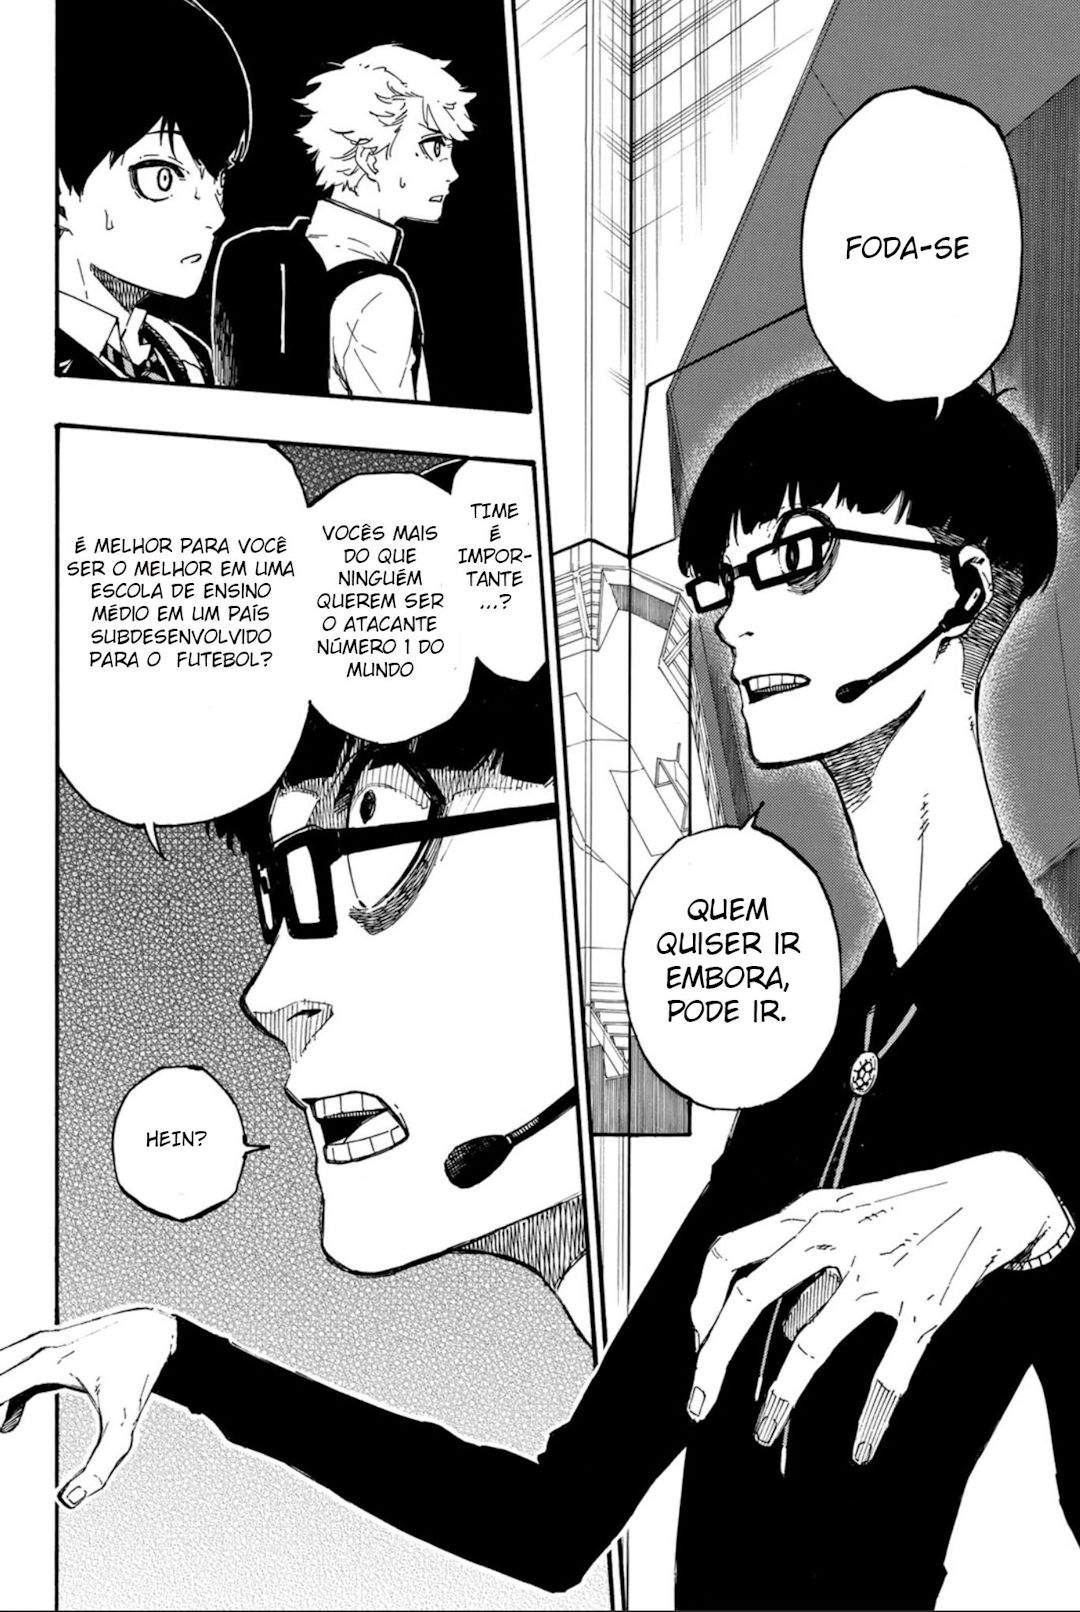 FODA-SE
QUEM
QUISER IR
EMBORA,
PODE IR.
TIME
É
IMPOR-
TANTE
...?
VOCÊS MAIS
DO QUE
NINGUÉM
QUEREM SER
O ATACANTE
NÚMERO 1 DO
MUNDO
É MELHOR PARA VOCÊ
SER O MELHOR EM UMA
ESCOLA DE ENSINO
MÉDIO EM UM PAÍS
SUBDESENVOLVIDO
PARA O FUTEBOL?
HEIN?